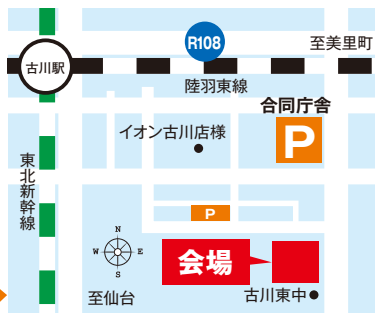 R108
至美里町
古川駅
陸羽東線
合同庁舎
P
イオン古川店様
東北新幹線
P
N
W
E
S
会場
至仙台
古川東中